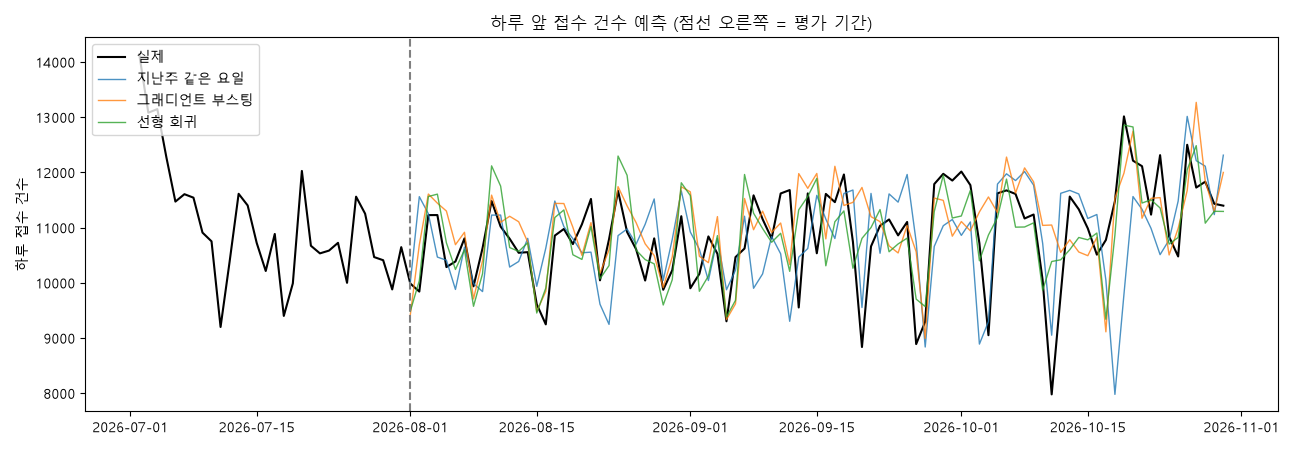 하루 앞 접수 건수 예측 (점선 오른쪽 = 평가 기간)
하루 접수 건수
14000
13000
12000
11000
10000
9000
8000
실제
지난주 같은 요일
그래디언트 부스팅
선형 회귀
2026-07-01
2026-07-15
2026-08-01
2026-08-15
2026-09-01
2026-09-15
2026-10-01
2026-10-15
2026-11-01